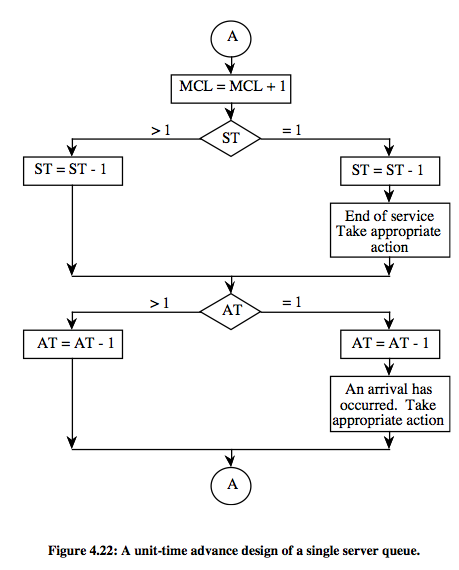 A
MCL = MCL + 1
> 1
ST
= 1
ST = ST - 1
ST = ST - 1
End of service
Take appropriate
action
> 1
AT
= 1
AT = AT - 1
AT = AT - 1
An arrival has
occurred. Take
appropriate action
A
Figure 4.22: A unit-time advance design of a single server queue.